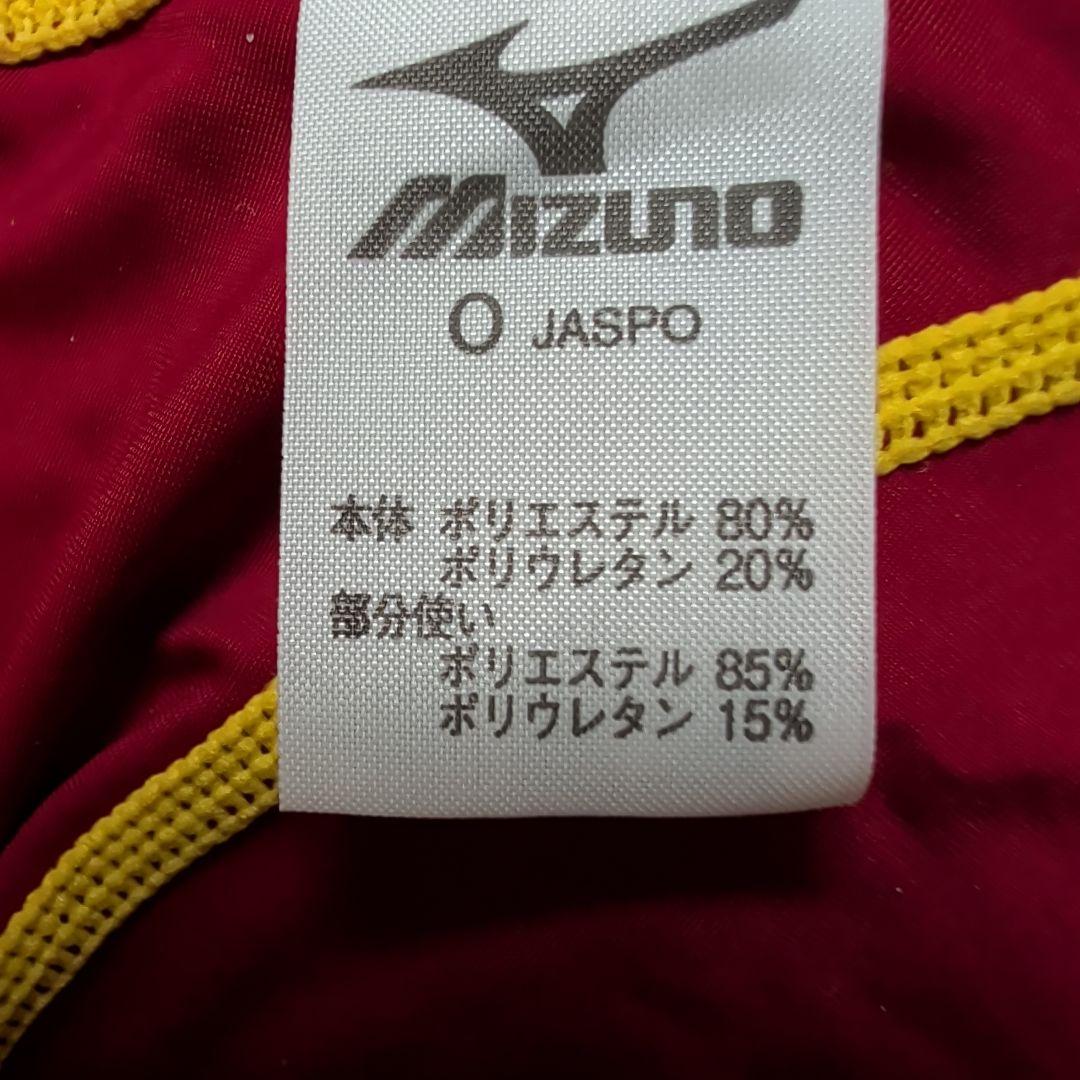 MIZUNO
O JASPO
本体 ポリエステル 80%
ポリウレタン 20%
部分使い
ポリエステル 85%
ポリウレタン 15%